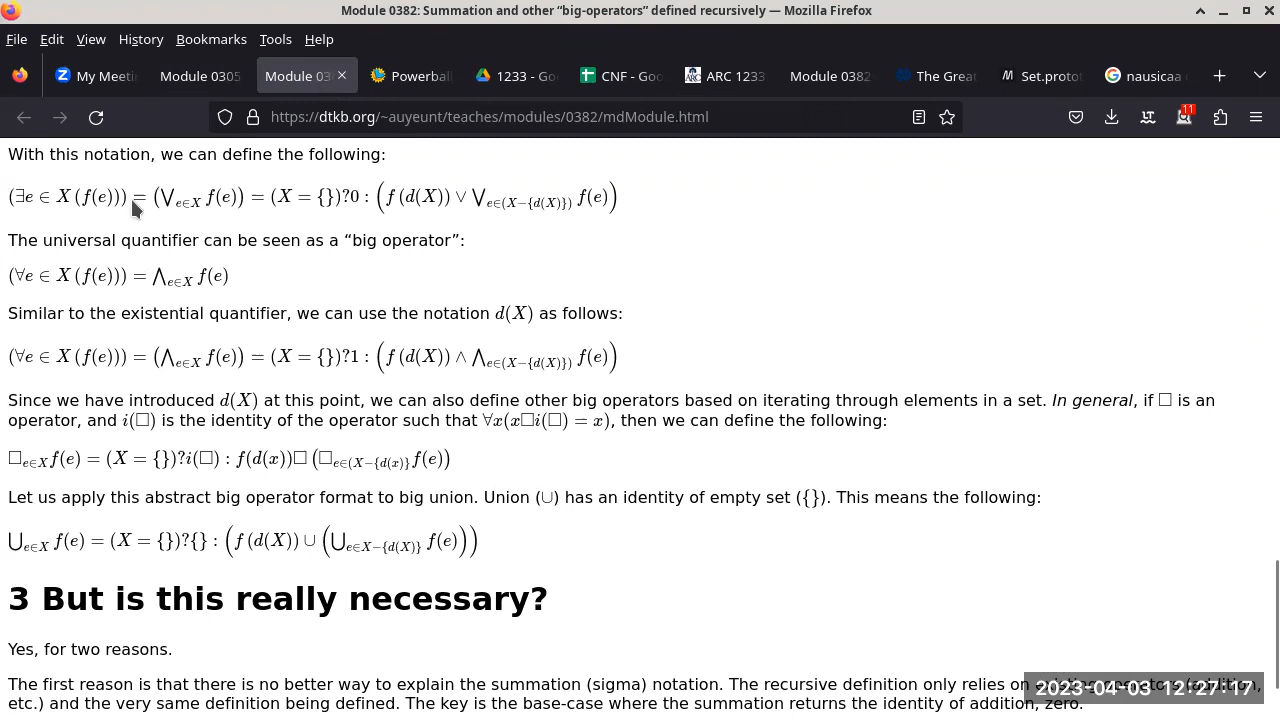 Module 0382: Summation and other “big-operators” defined recursively — Mozilla Firefox
File Edit View History Bookmarks Tools Help
My Meeti Module 0305 Module 03 Powerball 1233 - Go CNF - Goo ARC 1233 Module 0382 The Great Set.protot nausicaa
https://dtkb.org/~auyeunt/teaches/modules/0382/mdModule.html 11
With this notation, we can define the following:
(∃e ∈ X (f(e))) = (⋁e∈X f(e)) = (X = {})?0 : (f (d(X)) ∨ ⋁e∈(X−{d(X)}) f(e))
The universal quantifier can be seen as a “big operator”:
(∀e ∈ X (f(e))) = ⋀e∈X f(e)
Similar to the existential quantifier, we can use the notation d(X) as follows:
(∀e ∈ X (f(e))) = (⋀e∈X f(e)) = (X = {})?1 : (f (d(X)) ∧ ⋀e∈(X−{d(X)}) f(e))
Since we have introduced d(X) at this point, we can also define other big operators based on iterating through elements in a set. In general, if □ is an
operator, and i(□) is the identity of the operator such that ∀x(x□i(□) = x), then we can define the following:
□e∈X f(e) = (X = {})?i(□) : f(d(x))□ (□e∈(X−{d(x)} f(e))
Let us apply this abstract big operator format to big union. Union (∪) has an identity of empty set ({}). This means the following:
⋃e∈X f(e) = (X = {})?{} : (f (d(X)) ∪ (⋃e∈X−{d(X)} f(e)))
3 But is this really necessary?
Yes, for two reasons.
The first reason is that there is no better way to explain the summation (sigma) notation. The recursive definition only relies on existing operators (addition,
etc.) and the very same definition being defined. The key is the base-case where the summation returns the identity of addition, zero.
2023-04-03 12:27:17